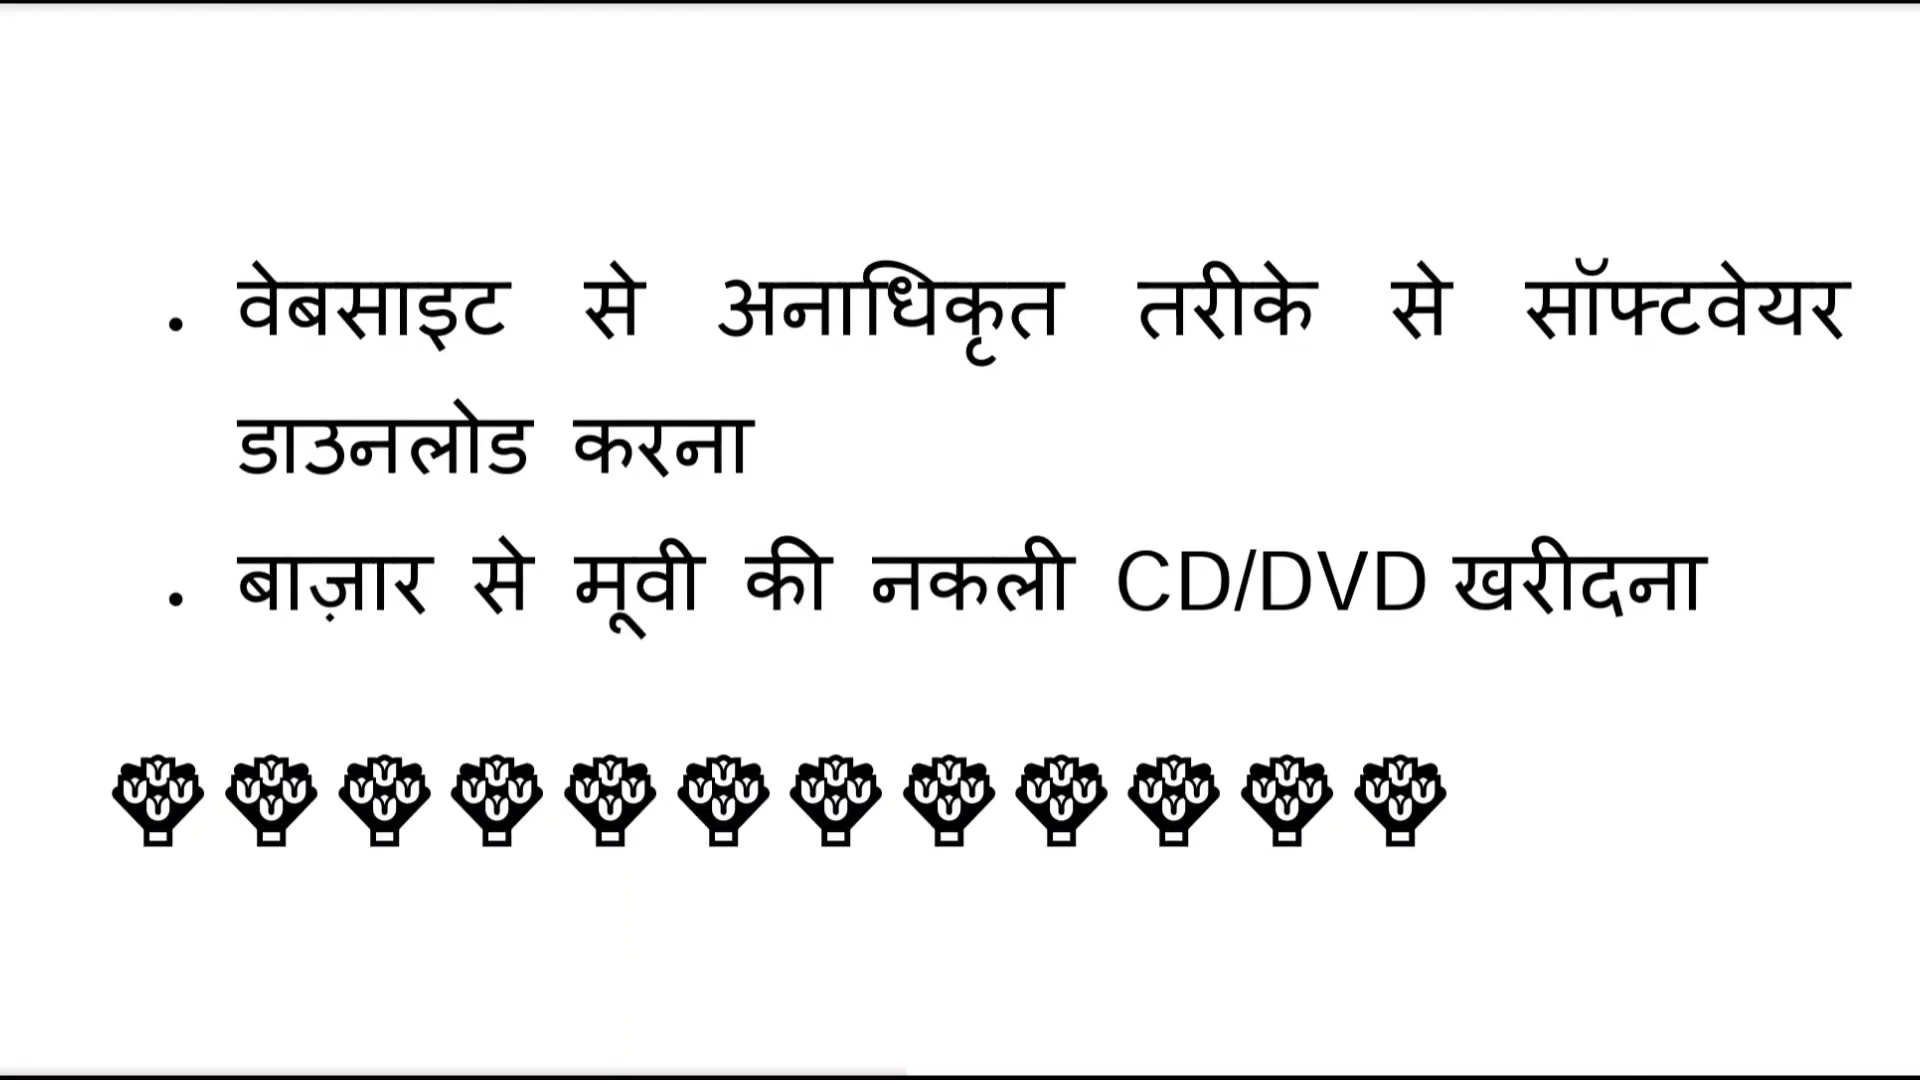 • वेबसाइट से अनाधिकृत तरीके से सॉफ्टवेयर
डाउनलोड करना
• बाज़ार से मूवी की नकली CD/DVD खरीदना